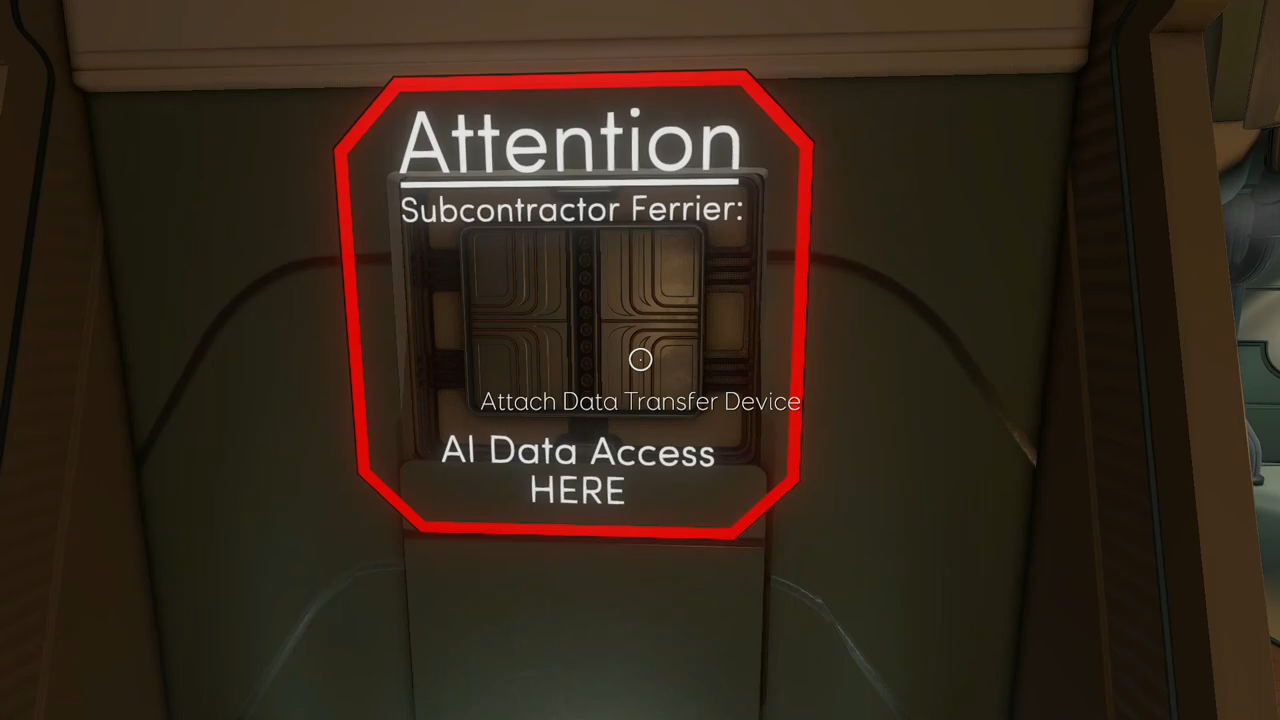 Attention
Subcontractor Ferrier:
Attach Data Transfer Device
AI Data Access
HERE